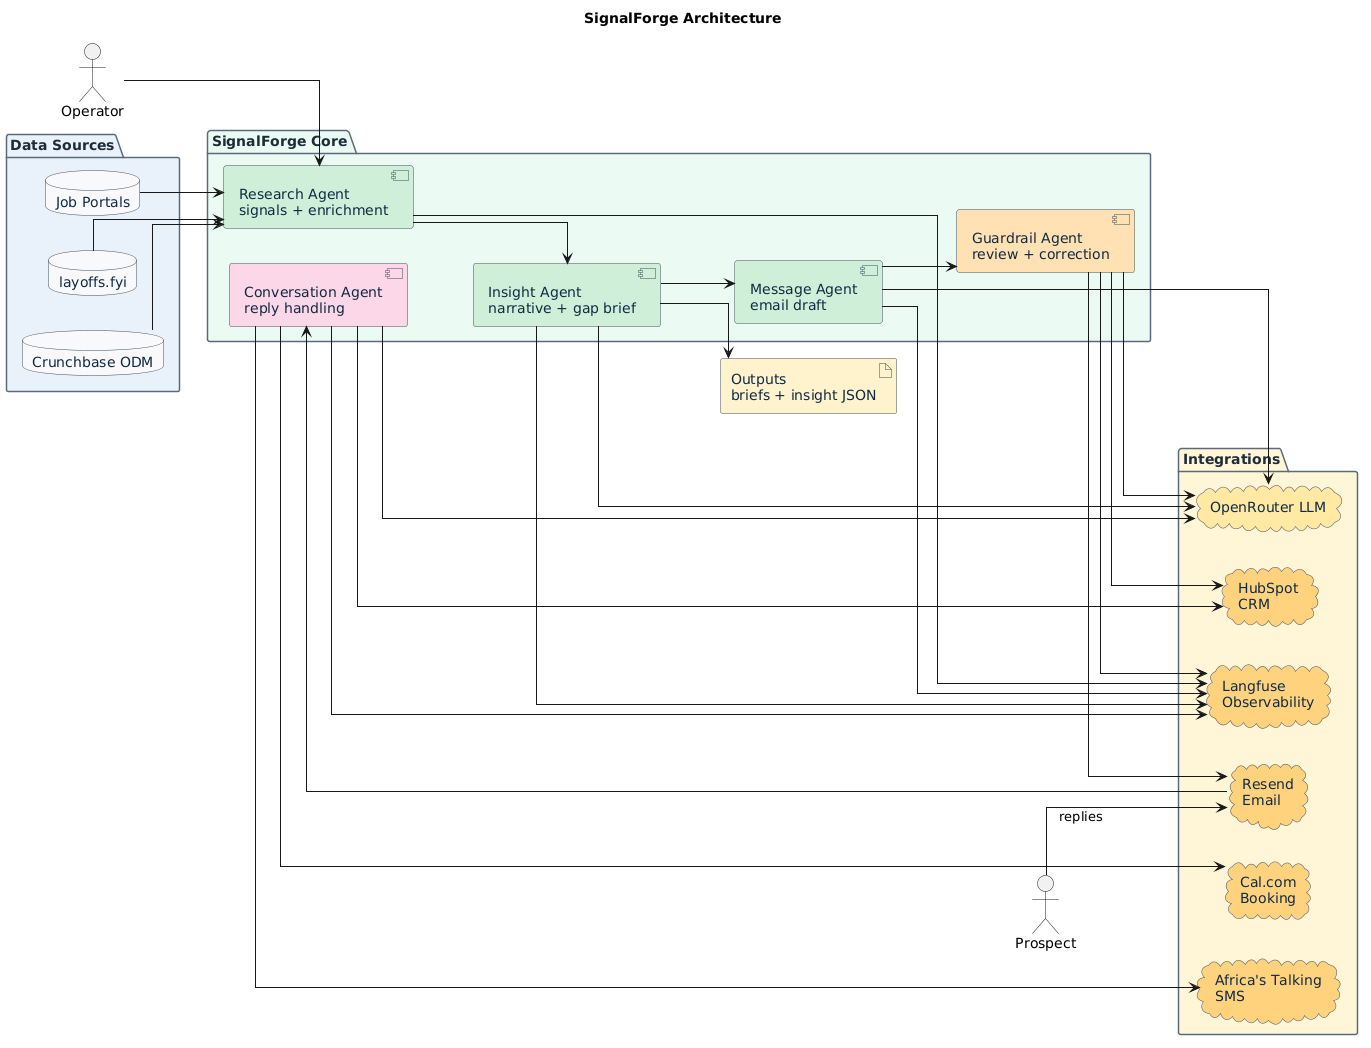 SignalForge Architecture
Operator
Data Sources
Job Portals
layoffs.fyi
Crunchbase ODM
SignalForge Core
Research Agent
signals + enrichment
Conversation Agent
reply handling
Insight Agent
narrative + gap brief
Message Agent
email draft
Guardrail Agent
review + correction
Outputs
briefs + insight JSON
Integrations
OpenRouter LLM
HubSpot
CRM
Langfuse
Observability
Resend
Email
replies
Cal.com
Booking
Prospect
Africa's Talking
SMS